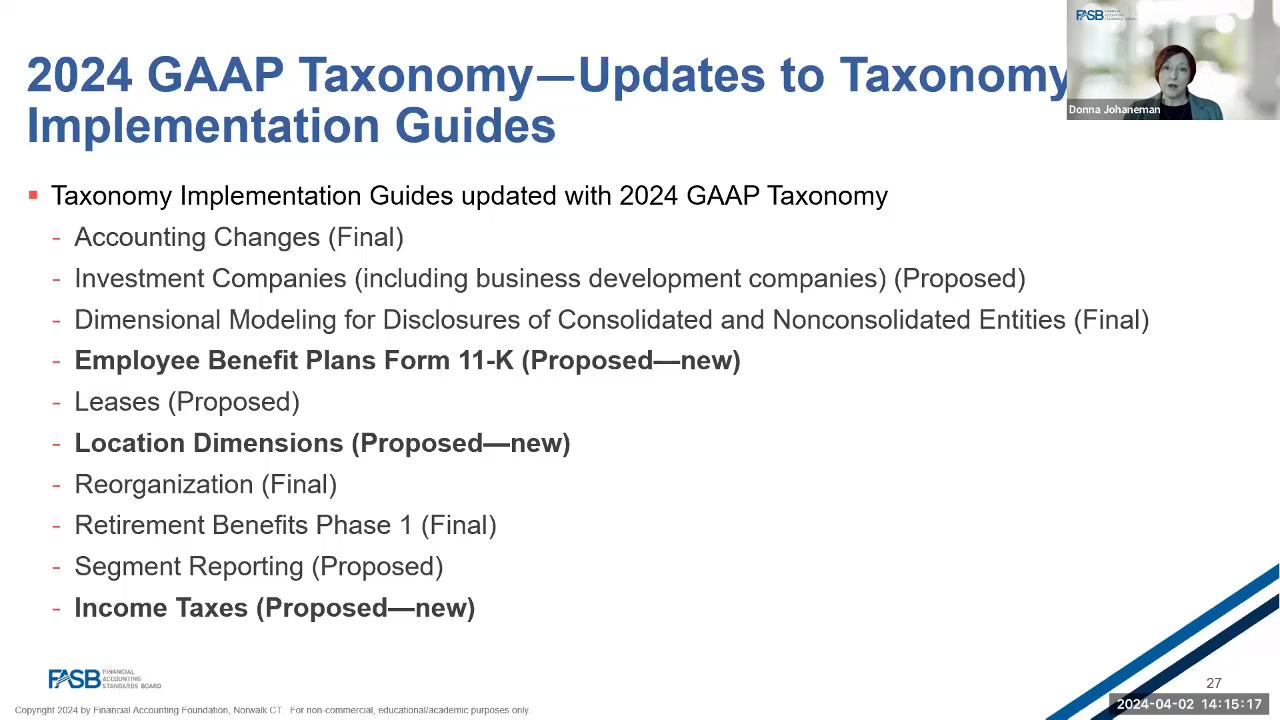 FASB FINANCIAL ACCOUNTING STANDARDS BOARD
2024 GAAP Taxonomy—Updates to Taxonomy
Implementation Guides
Donna Johaneman
▪ Taxonomy Implementation Guides updated with 2024 GAAP Taxonomy
- Accounting Changes (Final)
- Investment Companies (including business development companies) (Proposed)
- Dimensional Modeling for Disclosures of Consolidated and Nonconsolidated Entities (Final)
- Employee Benefit Plans Form 11-K (Proposed—new)
- Leases (Proposed)
- Location Dimensions (Proposed—new)
- Reorganization (Final)
- Retirement Benefits Phase 1 (Final)
- Segment Reporting (Proposed)
- Income Taxes (Proposed—new)
FASB FINANCIAL
ACCOUNTING
STANDARDS BOARD
27
2024-04-02 14:15:17
Copyright 2024 by Financial Accounting Foundation, Norwalk CT. For non-commercial, educational/academic purposes only.